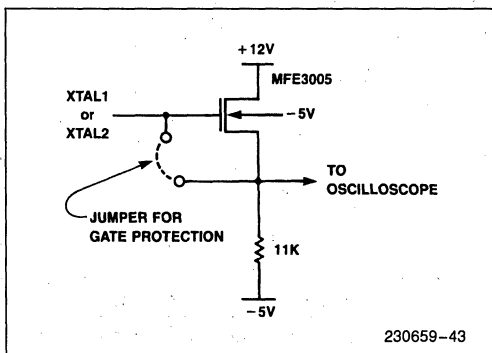 +12V
MFE3005
XTAL1
or
XTAL2
-5V
TO
OSCILLOSCOPE
JUMPER FOR
GATE PROTECTION
11K
-5V
230659-43